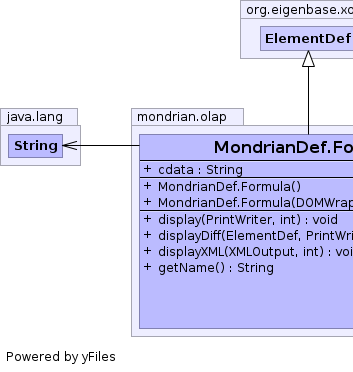 org.eigenbase.xo
ElementDef
java.lang
String
mondrian.olap
MondrianDef.Fo
+ cdata : String
+ MondrianDef.Formula()
+ MondrianDef.Formula(DOMWrap
+ display(PrintWriter, int) : void
+ displayDiff(ElementDef, PrintWri
+ displayXML(XMLOutput, int) : voi
+ getName() : String
Powered by yFiles